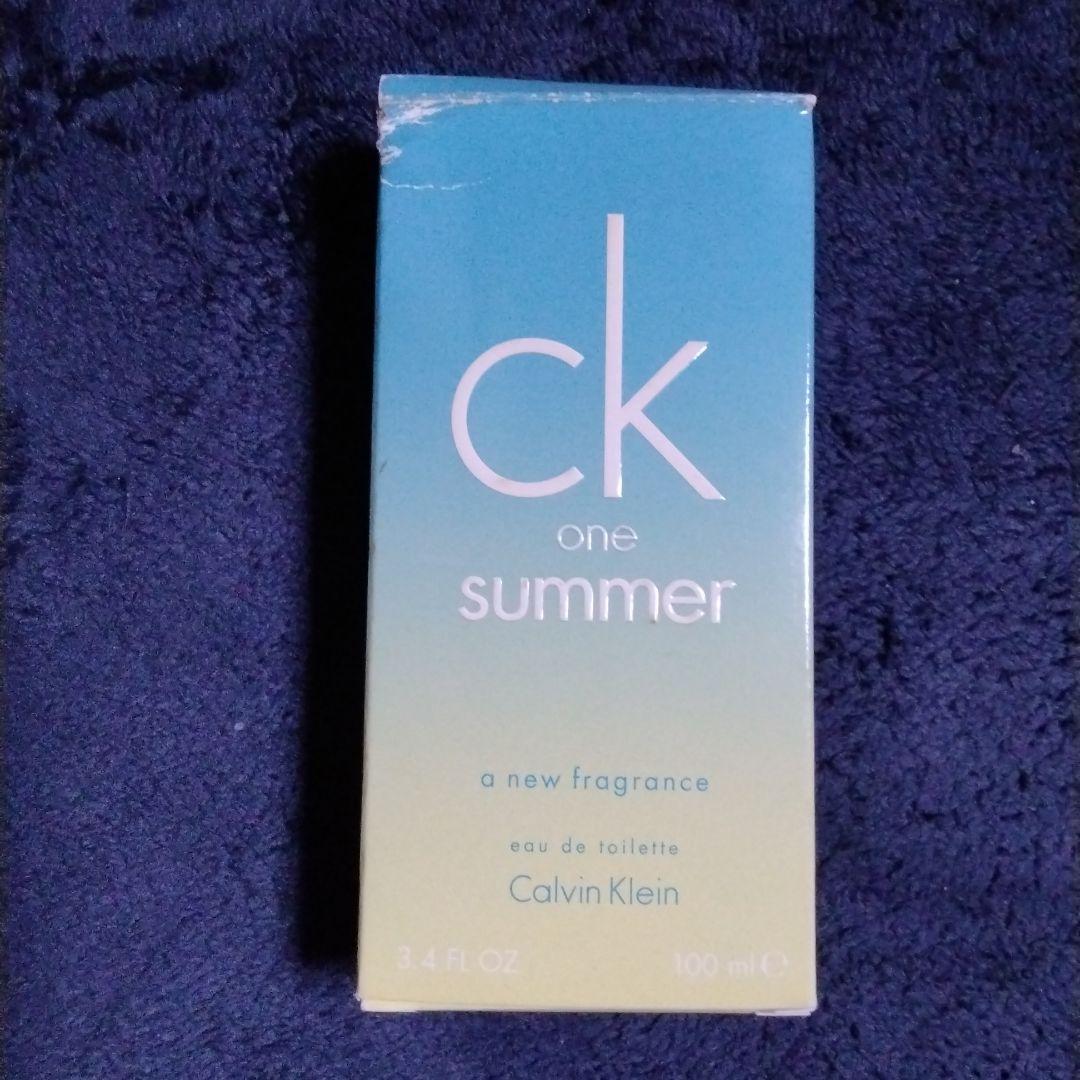 ck
one
summer
a new fragrance
eau de toilette
Calvin Klein
3.4 FL OZ 100 ml ℮